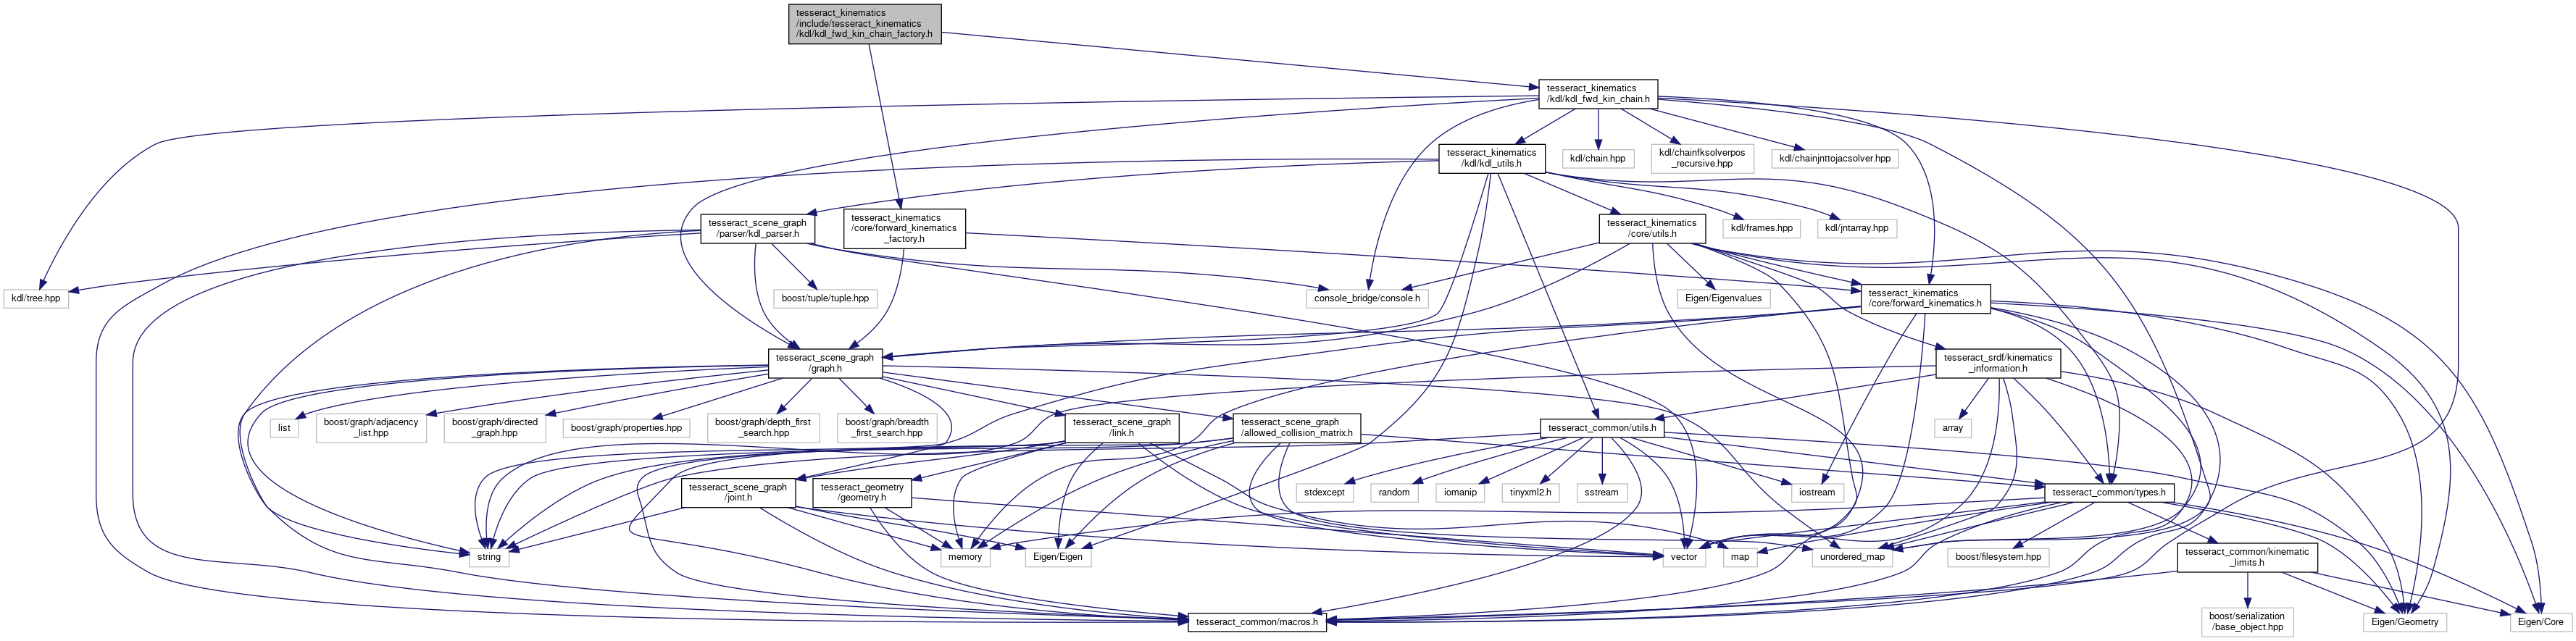 tesseract_kinematics
/include/tesseract_kinematics
/kdl/kdl_fwd_kin_chain_factory.h
tesseract_kinematics
/kdl/kdl_fwd_kin_chain.h
tesseract_kinematics
/kdl/kdl_utils.h
kdl/chain.hpp
kdl/chainfksolverpos
_recursive.hpp
kdl/chainjnttojacsolver.hpp
tesseract_scene_graph
/parser/kdl_parser.h
tesseract_kinematics
/core/forward_kinematics
_factory.h
tesseract_kinematics
/core/utils.h
kdl/frames.hpp
kdl/jntarray.hpp
kdl/tree.hpp
boost/tuple/tuple.hpp
console_bridge/console.h
Eigen/Eigenvalues
tesseract_kinematics
/core/forward_kinematics.h
tesseract_scene_graph
/graph.h
tesseract_srdf/kinematics
_information.h
list
boost/graph/adjacency
_list.hpp
boost/graph/directed
_graph.hpp
boost/graph/properties.hpp
boost/graph/depth_first
_search.hpp
boost/graph/breadth
_first_search.hpp
tesseract_scene_graph
/link.h
tesseract_scene_graph
/allowed_collision_matrix.h
tesseract_common/utils.h
array
tesseract_scene_graph
/joint.h
tesseract_geometry
/geometry.h
stdexcept
random
iomanip
tinyxml2.h
sstream
iostream
tesseract_common/types.h
string
memory
Eigen/Eigen
vector
map
unordered_map
boost/filesystem.hpp
tesseract_common/kinematic
_limits.h
tesseract_common/macros.h
boost/serialization
/base_object.hpp
Eigen/Geometry
Eigen/Core